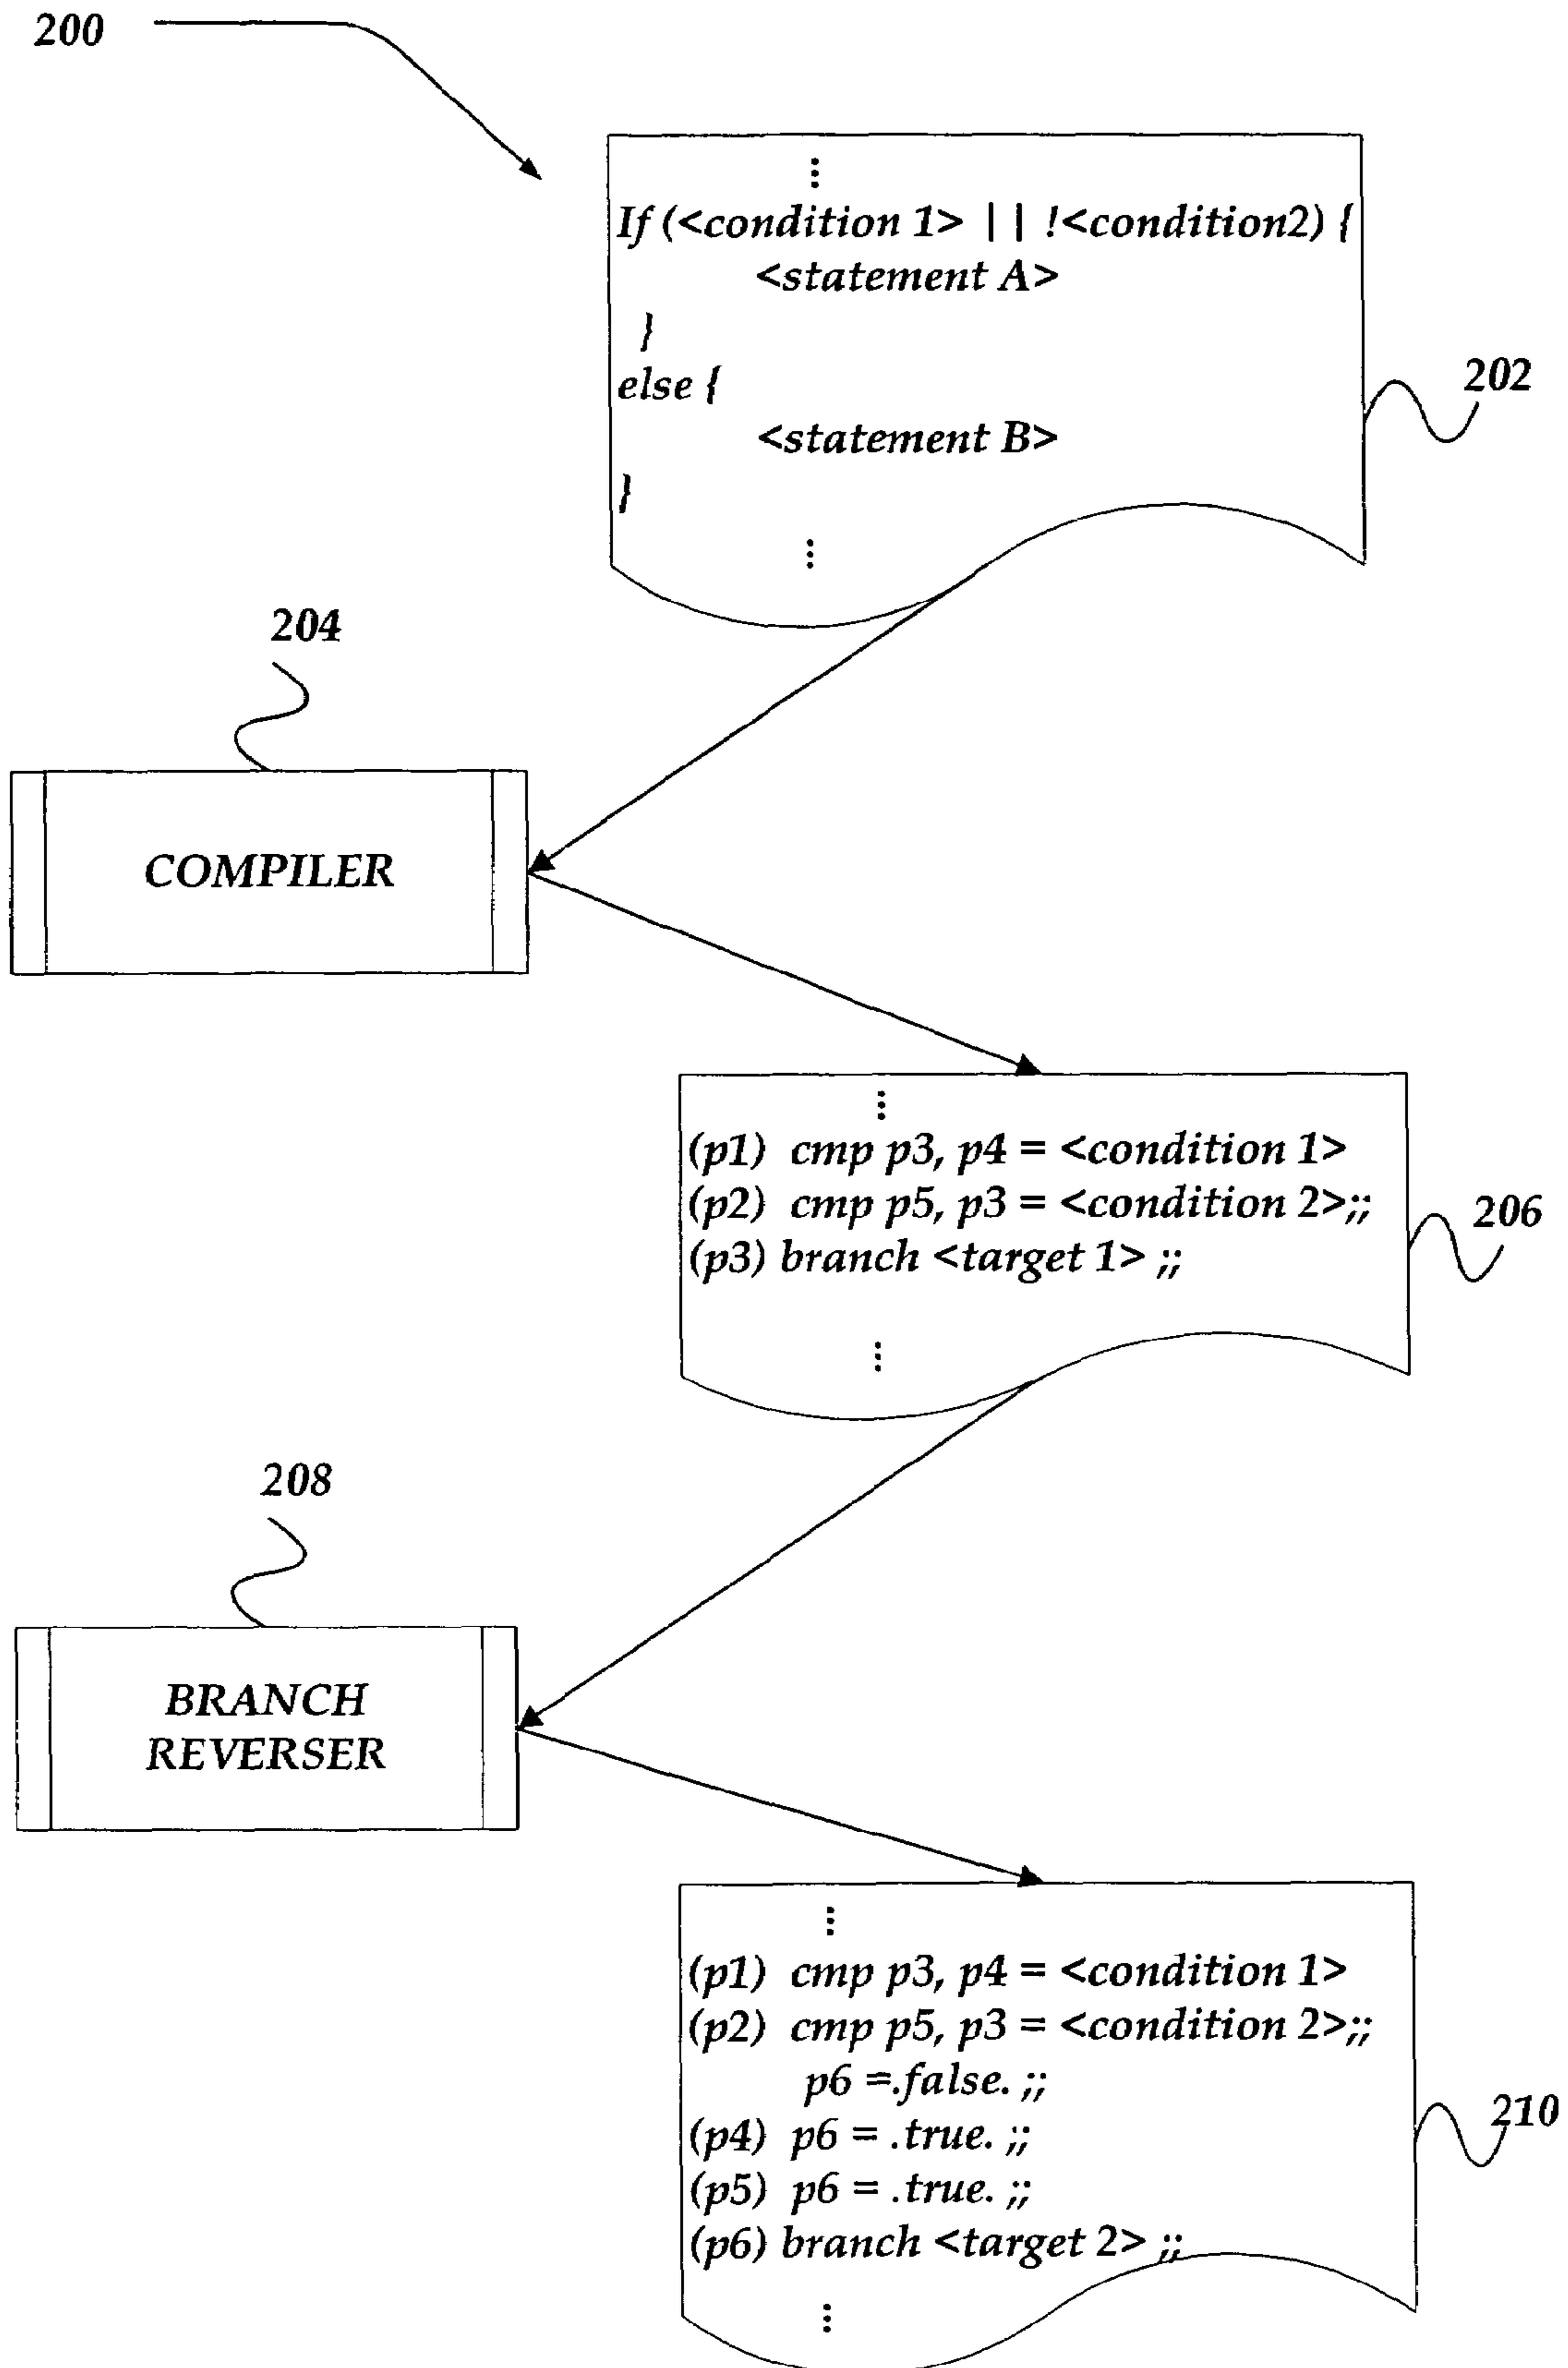 200
⋮
If (<condition 1> || !<condition2) {
<statement A>
}
else {
<statement B>
}
⋮
202
204
COMPILER
⋮
(p1) cmp p3, p4 = <condition 1>
(p2) cmp p5, p3 = <condition 2>;;
(p3) branch <target 1> ;;
⋮
206
208
BRANCH
REVERSER
⋮
(p1) cmp p3, p4 = <condition 1>
(p2) cmp p5, p3 = <condition 2>;;
p6 =.false. ;;
(p4) p6 = .true. ;;
(p5) p6 = .true. ;;
(p6) branch <target 2> ;;
⋮
210